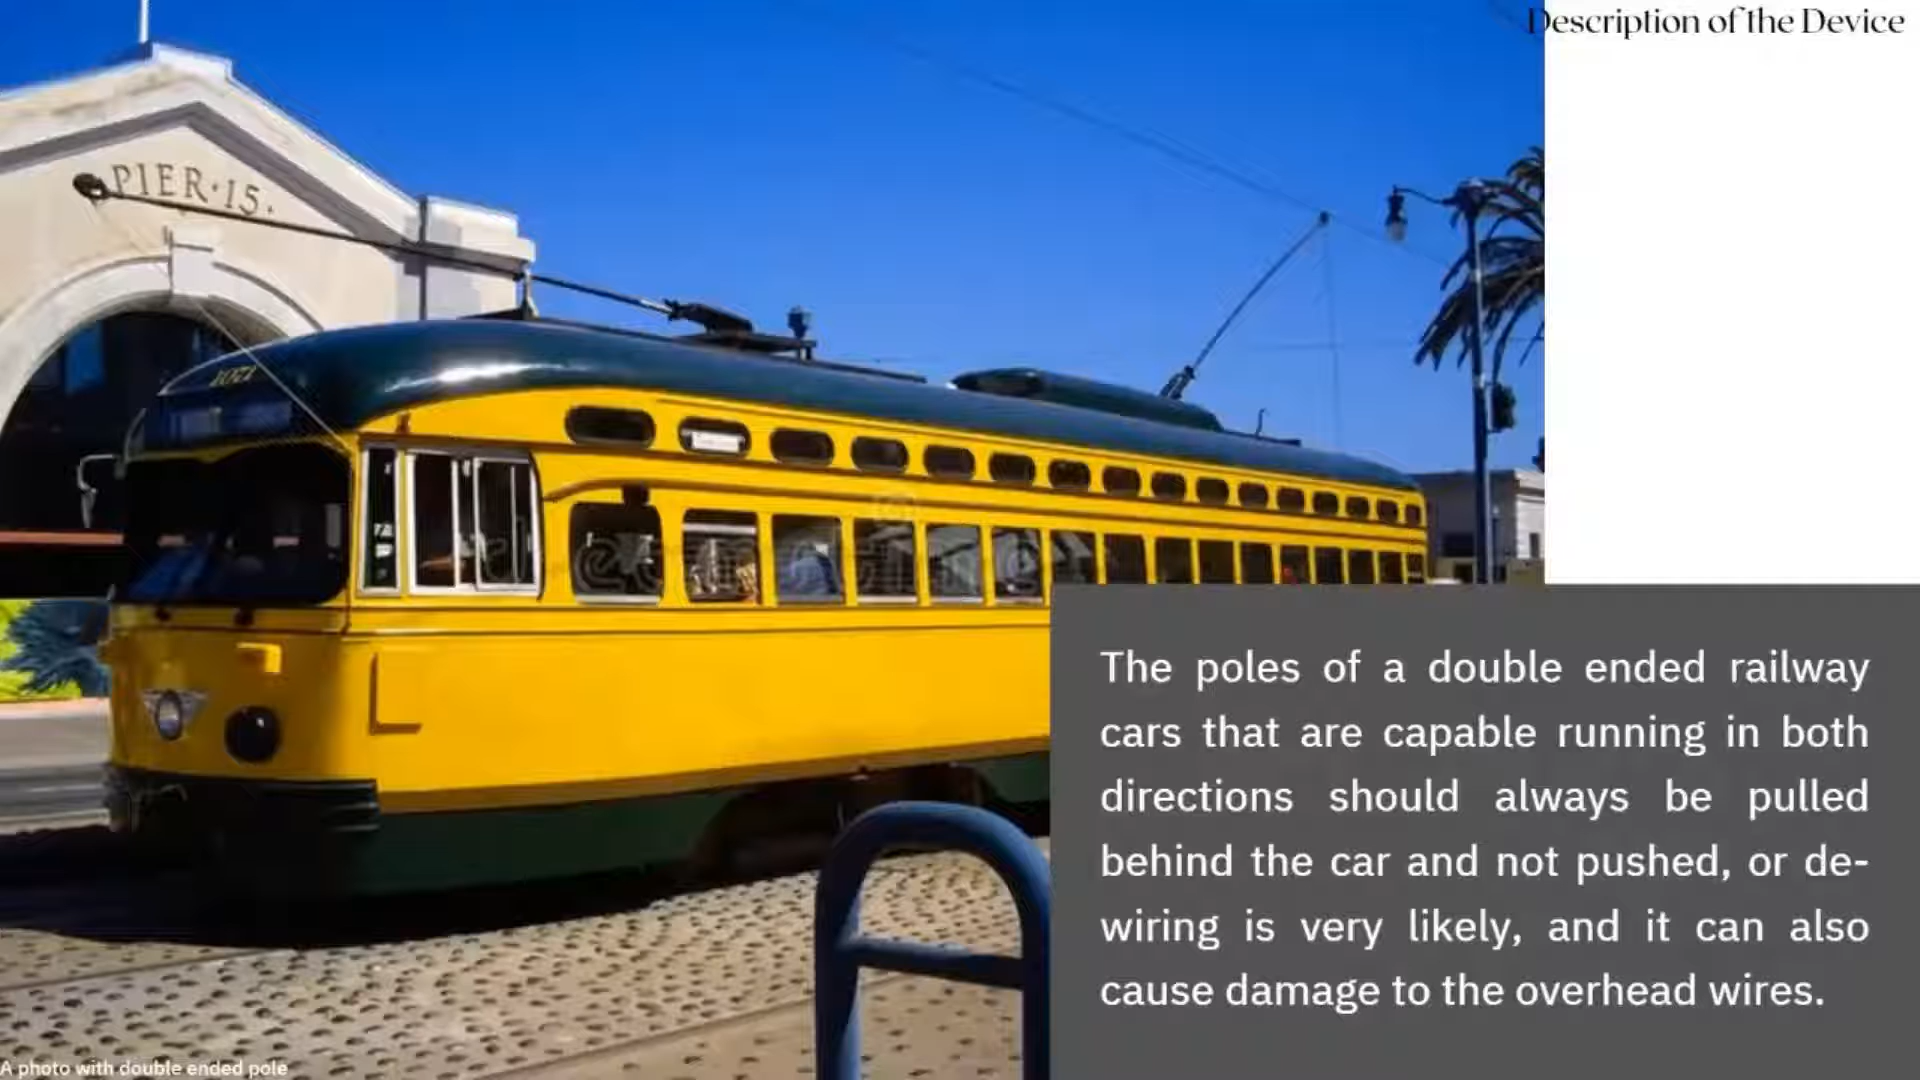 Description of the Device
PIER·15.
1071
The poles of a double ended railway
cars that are capable running in both
directions should always be pulled
behind the car and not pushed, or de-
wiring is very likely, and it can also
cause damage to the overhead wires.
A photo with double ended pole